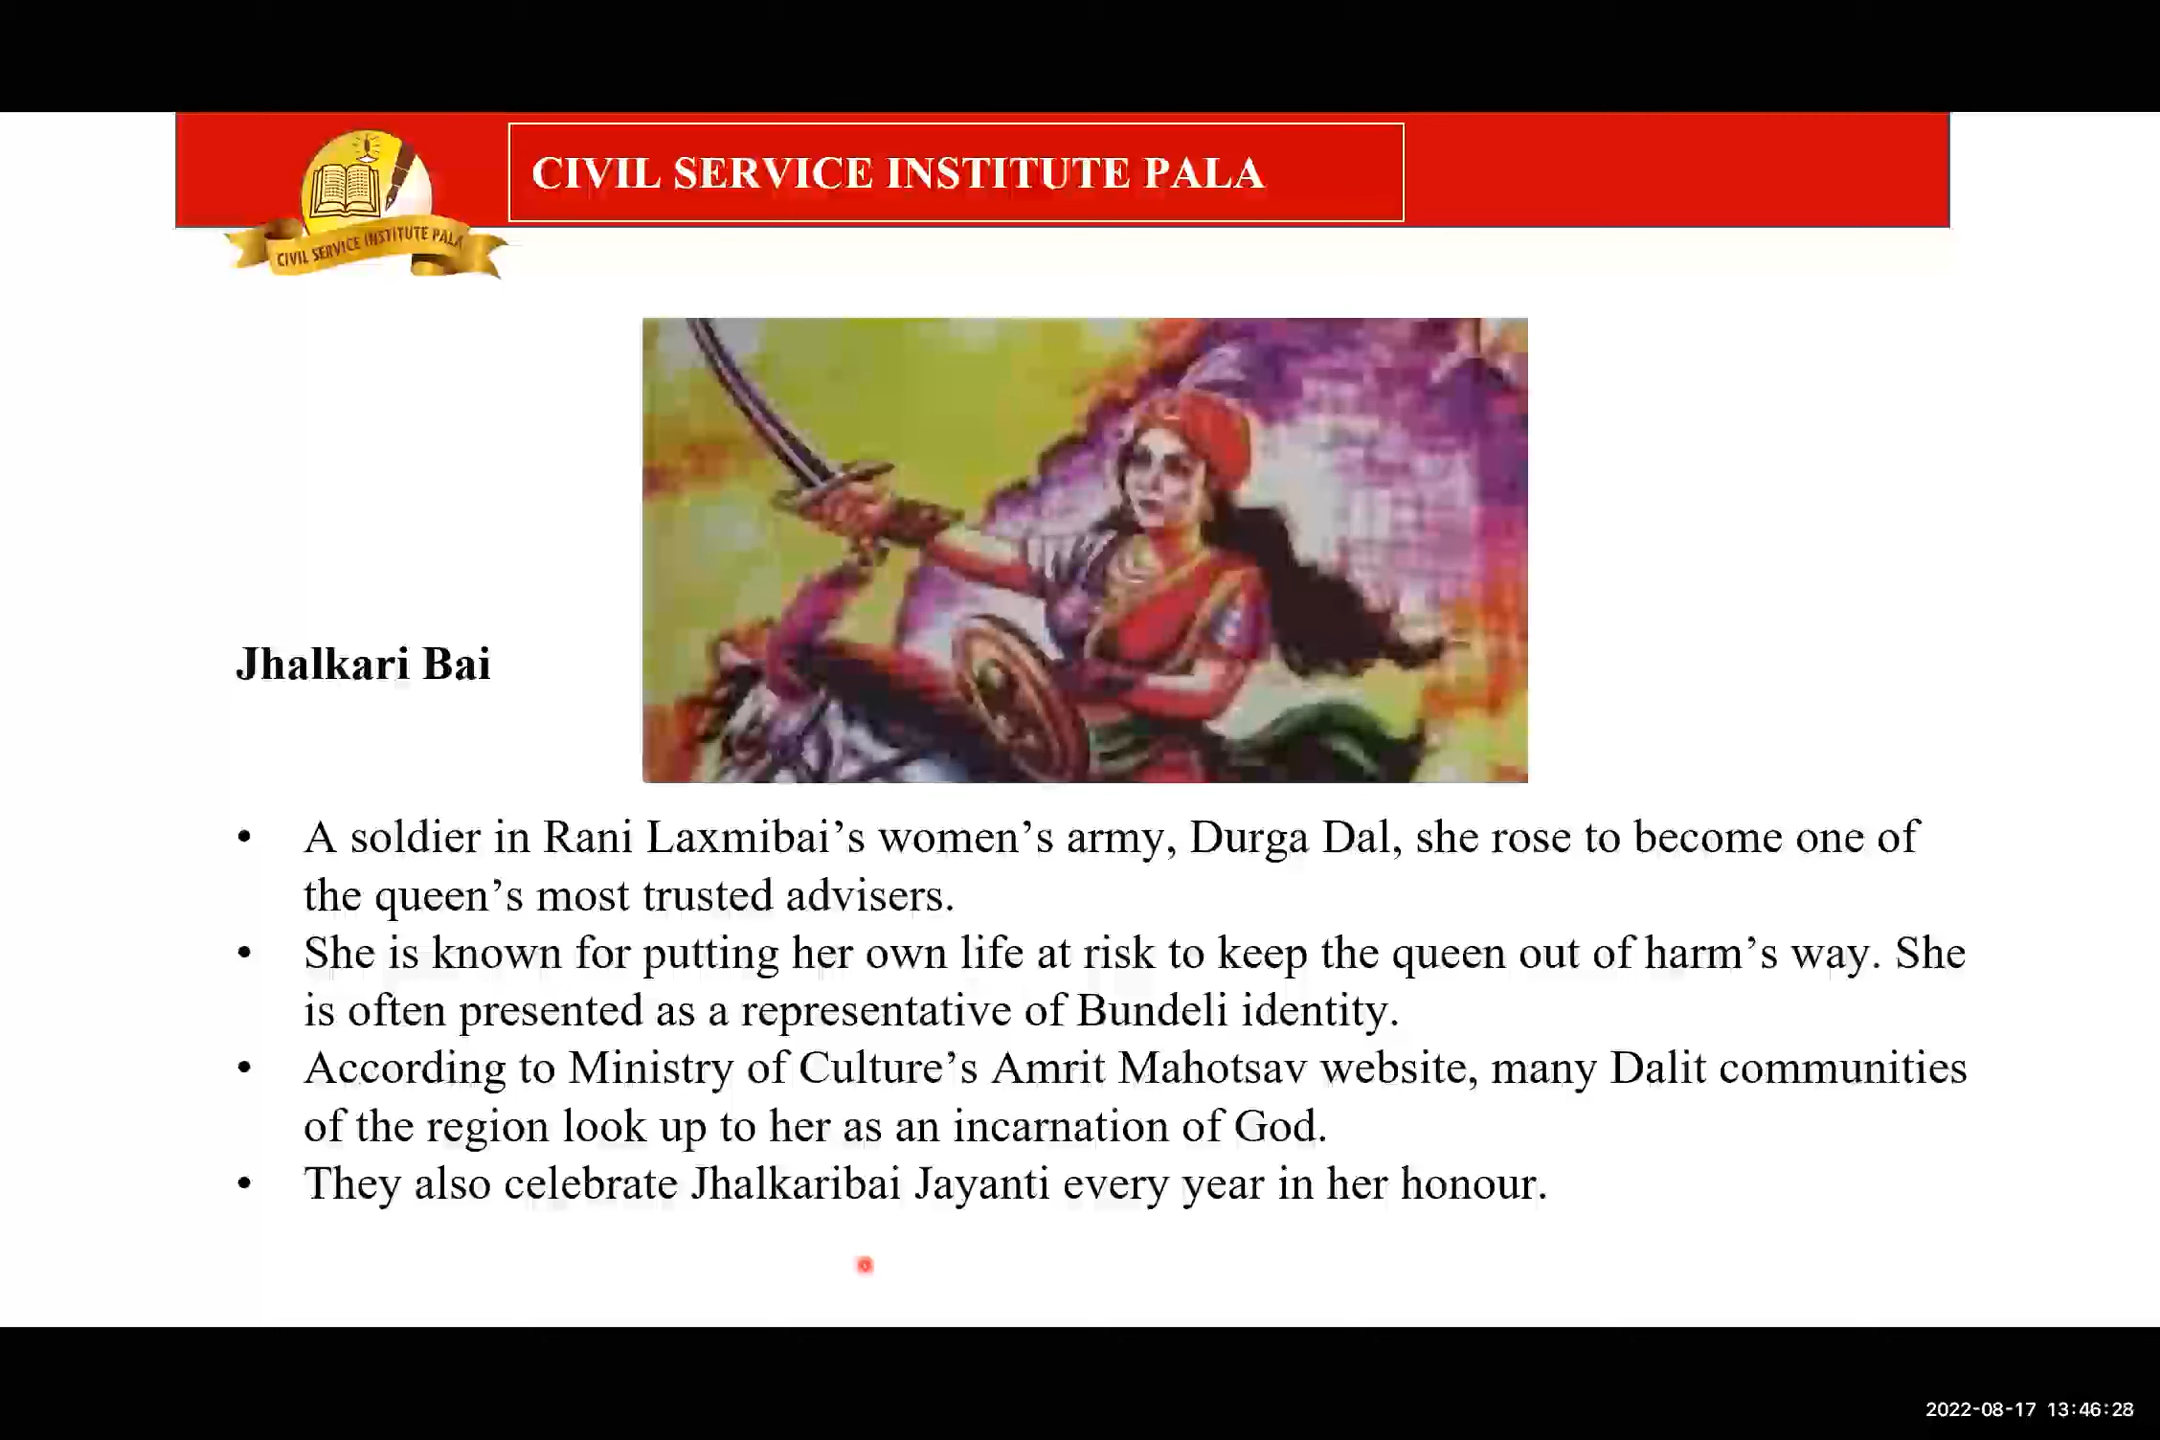 CIVIL SERVICE INSTITUTE PALA
CIVIL SERVICE INSTITUTE PALA
Jhalkari Bai
• A soldier in Rani Laxmibai’s women’s army, Durga Dal, she rose to become one of
the queen’s most trusted advisers.
• She is known for putting her own life at risk to keep the queen out of harm’s way. She
is often presented as a representative of Bundeli identity.
• According to Ministry of Culture’s Amrit Mahotsav website, many Dalit communities
of the region look up to her as an incarnation of God.
• They also celebrate Jhalkaribai Jayanti every year in her honour.
2022-08-17 13:46:28